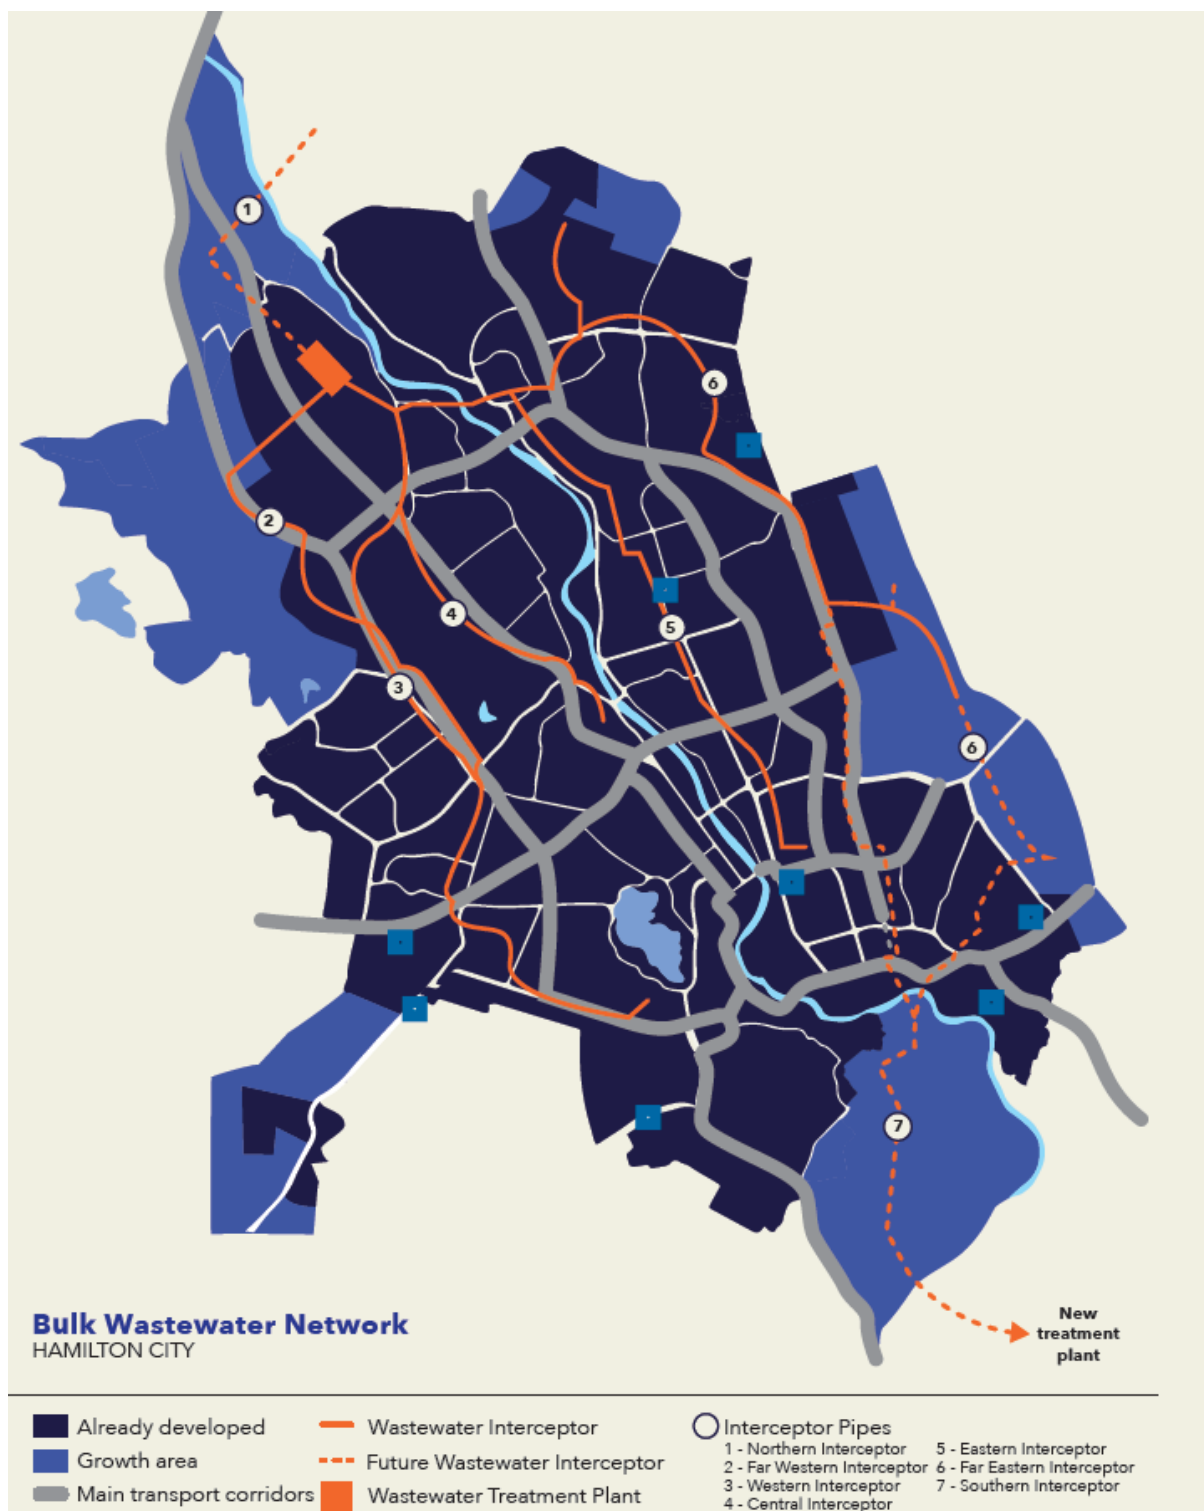 1
6
2
4
5
3
6
7
New
treatment
plant
Bulk Wastewater Network
HAMILTON CITY
Already developed
Growth area
Main transport corridors
Wastewater Interceptor
Future Wastewater Interceptor
Wastewater Treatment Plant
Interceptor Pipes
1 - Northern Interceptor
2 - Far Western Interceptor
3 - Western Interceptor
4 - Central Interceptor
5 - Eastern Interceptor
6 - Far Eastern Interceptor
7 - Southern Interceptor